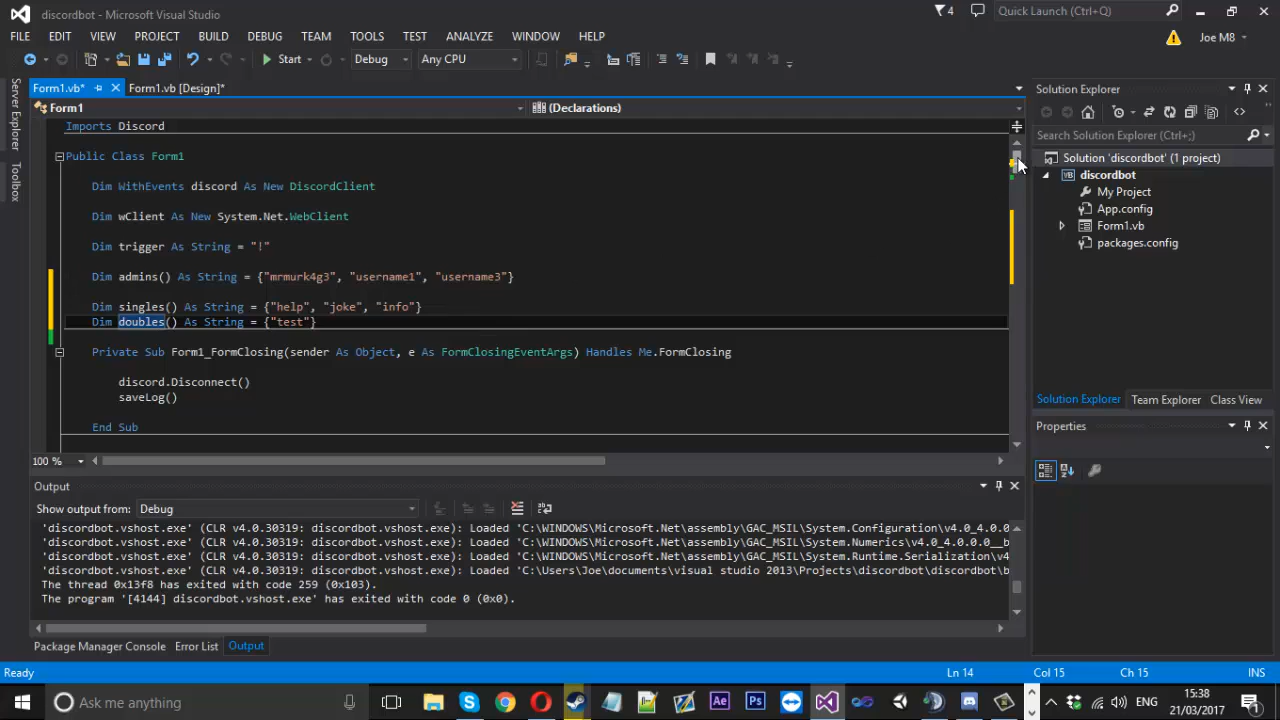 discordbot - Microsoft Visual Studio
4
Quick Launch (Ctrl+Q)
FILE EDIT VIEW PROJECT BUILD DEBUG TEAM TOOLS TEST ANALYZE WINDOW HELP
Joe M8
Start Debug Any CPU
Server Explorer
Toolbox
Form1.vb* Form1.vb [Design]*
Form1 (Declarations)
Imports Discord
Public Class Form1
Dim WithEvents discord As New DiscordClient
Dim wClient As New System.Net.WebClient
Dim trigger As String = "!"
Dim admins() As String = {"mrmurk4g3", "username1", "username3"}
Dim singles() As String = {"help", "joke", "info"}
Dim doubles() As String = {"test"}
Private Sub Form1_FormClosing(sender As Object, e As FormClosingEventArgs) Handles Me.FormClosing
discord.Disconnect()
saveLog()
End Sub
100 %
Output
Show output from: Debug
'discordbot.vshost.exe' (CLR v4.0.30319: discordbot.vshost.exe): Loaded 'C:\WINDOWS\Microsoft.Net\assembly\GAC_MSIL\System.Configuration\v4.0_4.0.0
'discordbot.vshost.exe' (CLR v4.0.30319: discordbot.vshost.exe): Loaded 'C:\WINDOWS\Microsoft.Net\assembly\GAC_MSIL\System.Numerics\v4.0_4.0.0.0__b
'discordbot.vshost.exe' (CLR v4.0.30319: discordbot.vshost.exe): Loaded 'C:\WINDOWS\Microsoft.Net\assembly\GAC_MSIL\System.Runtime.Serialization\v4
'discordbot.vshost.exe' (CLR v4.0.30319: discordbot.vshost.exe): Loaded 'C:\Users\Joe\documents\visual studio 2013\Projects\discordbot\discordbot\b
The thread 0x13f8 has exited with code 259 (0x103).
The program '[4144] discordbot.vshost.exe' has exited with code 0 (0x0).
Package Manager Console Error List Output
Solution Explorer
Search Solution Explorer (Ctrl+;)
Solution 'discordbot' (1 project)
VB discordbot
My Project
App.config
Form1.vb
packages.config
Solution Explorer Team Explorer Class View
Properties
Ready Ln 14 Col 15 Ch 15 INS
Ask me anything
Ae Ps
ENG
15:38
21/03/2017
1